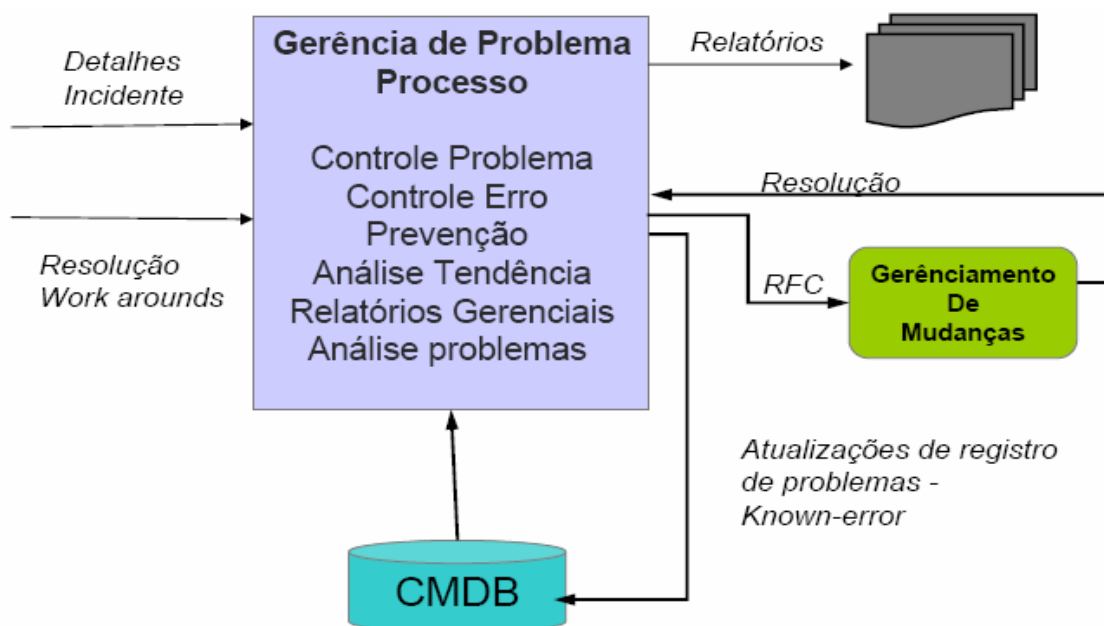 Gerência de Problema
Processo
Controle Problema
Controle Erro
Prevenção
Análise Tendência
Relatórios Gerenciais
Análise problemas
Detalhes
Incidente
Resolução
Work arounds
Relatórios
Resolução
RFC
Gerênciamento
De
Mudanças
Atualizações de registro
de problemas -
Known-error
CMDB